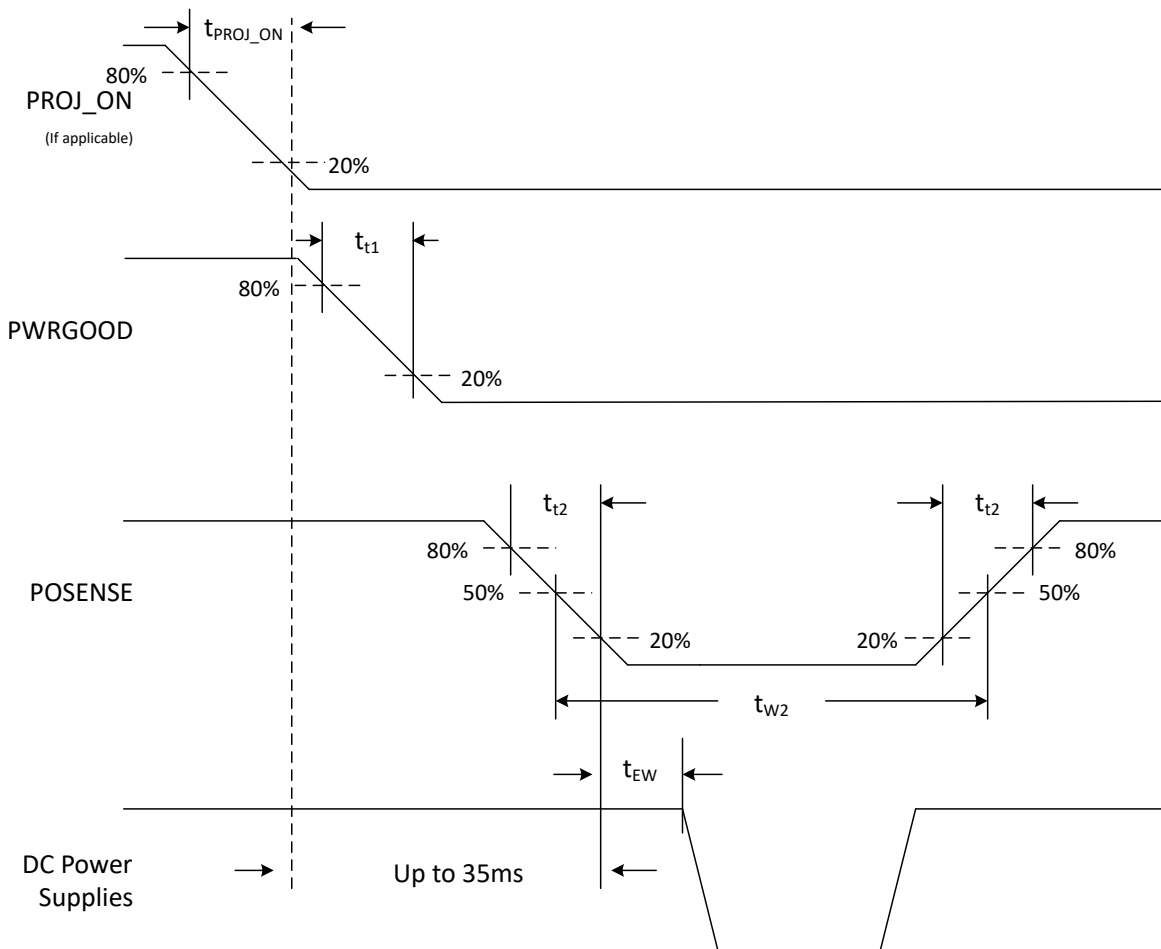 tPROJ_ON
80%
PROJ_ON
(If applicable)
20%
tt1
80%
PWRGOOD
20%
tt2
tt2
80%
80%
50%
50%
POSENSE
20%
20%
tW2
tEW
DC Power
Supplies
Up to 35ms